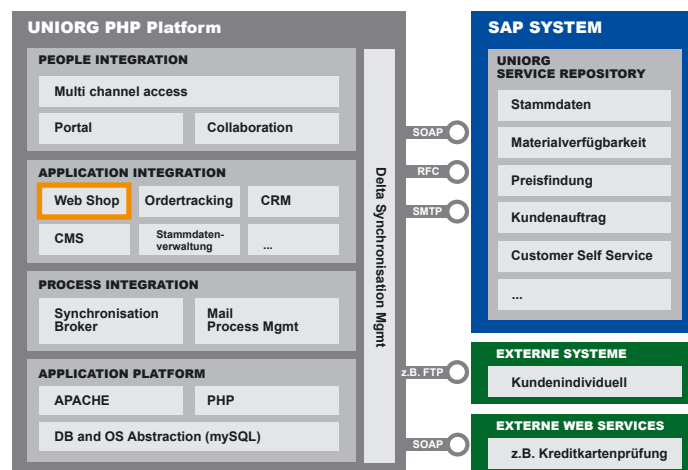 UNIORG PHP Platform
PEOPLE INTEGRATION
Multi channel access
Portal
Collaboration
APPLICATION INTEGRATION
Web Shop
Ordertracking
CRM
CMS
Stammdaten-
verwaltung
...
PROCESS INTEGRATION
Synchronisation
Broker
Mail
Process Mgmt
APPLICATION PLATFORM
APACHE
PHP
DB and OS Abstraction (mySQL)
Delta Synchronisation Mgmt
SOAP
RFC
SMTP
z.B. FTP
SOAP
SAP SYSTEM
UNIORG
SERVICE REPOSITORY
Stammdaten
Materialverfügbarkeit
Preisfindung
Kundenauftrag
Customer Self Service
...
EXTERNE SYSTEME
Kundenindividuell
EXTERNE WEB SERVICES
z.B. Kreditkartenprüfung